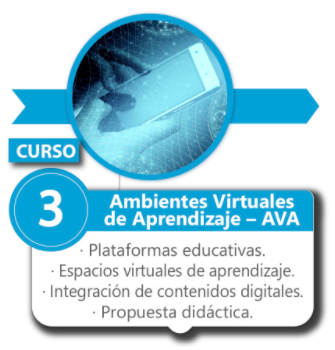 CURSO
3
Ambientes Virtuales
de Aprendizaje – AVA
· Plataformas educativas.
· Espacios virtuales de aprendizaje.
· Integración de contenidos digitales.
· Propuesta didáctica.